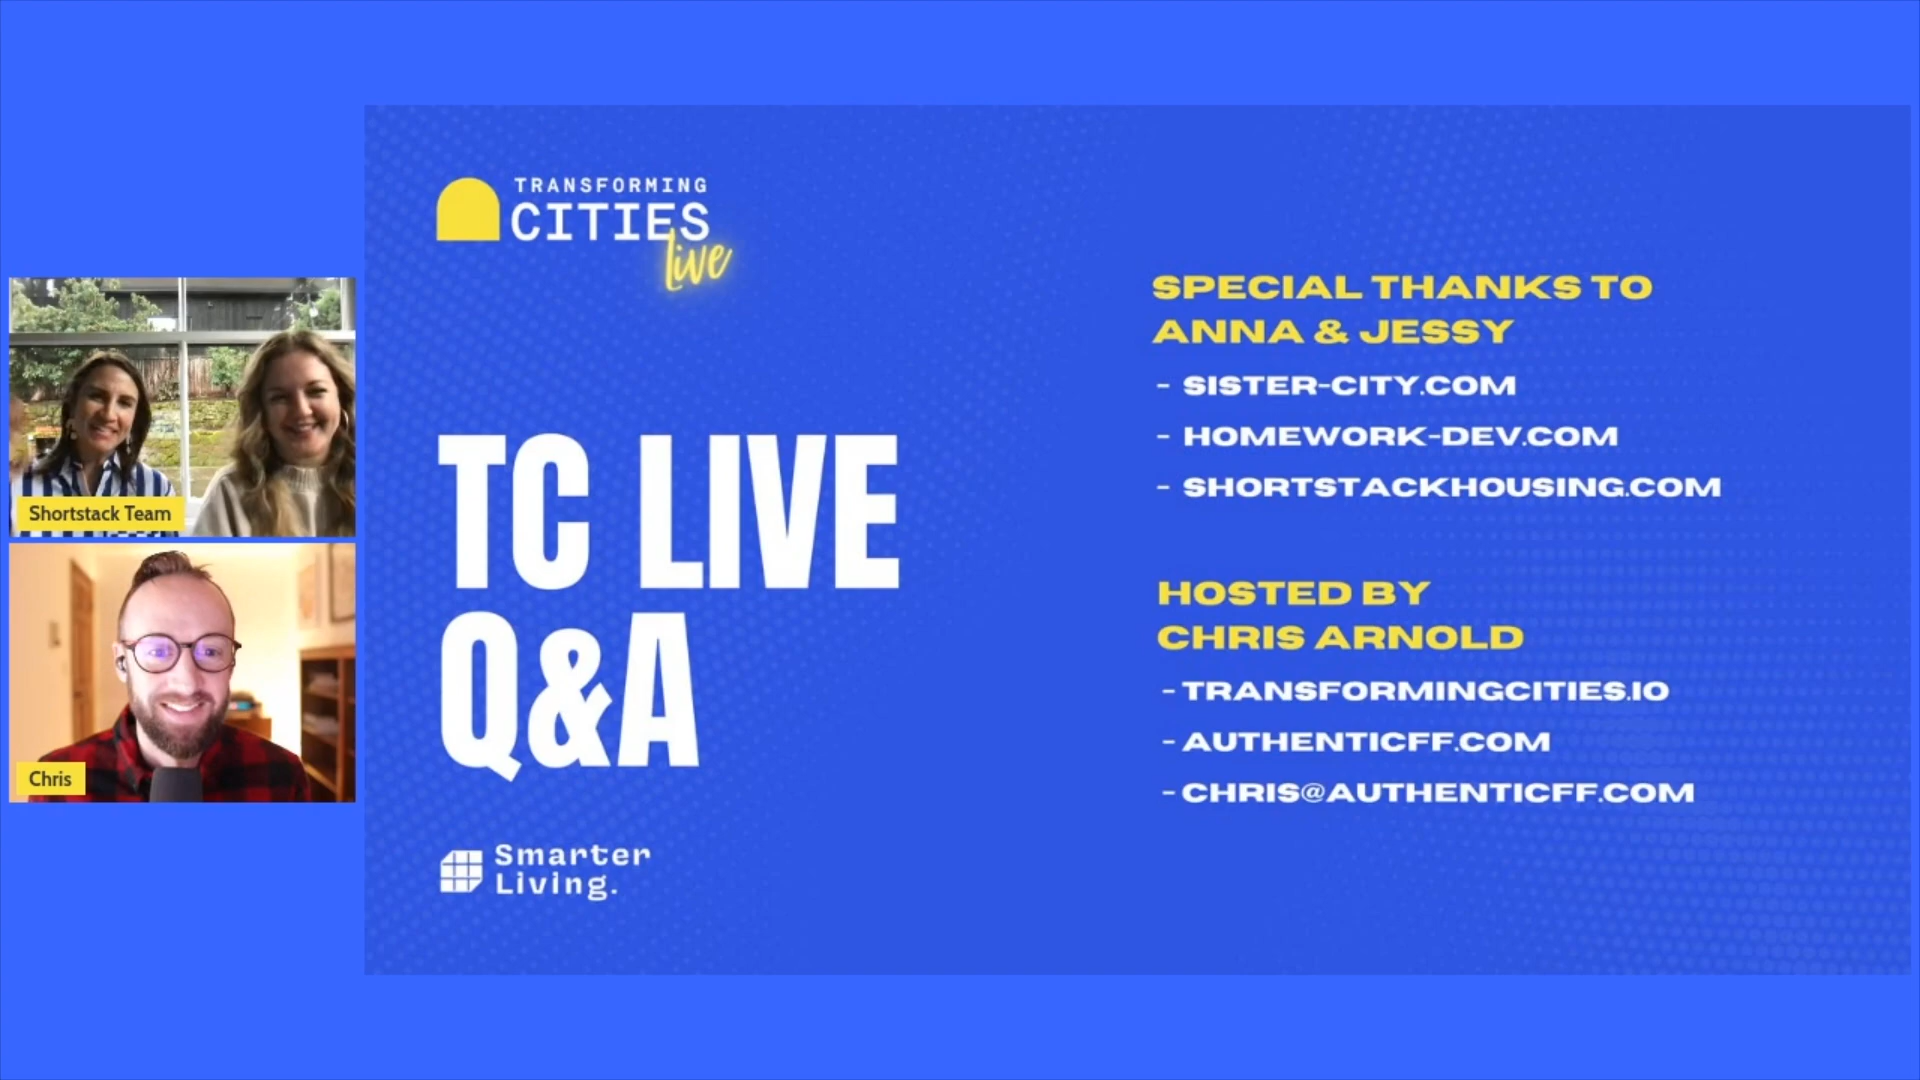 TRANSFORMING
CITIES
live
TC LIVE
Q&A
Smarter
Living.
SPECIAL THANKS TO
ANNA & JESSY
- SISTER-CITY.COM
- HOMEWORK-DEV.COM
- SHORTSTACKHOUSING.COM
HOSTED BY
CHRIS ARNOLD
- TRANSFORMINGCITIES.IO
- AUTHENTICFF.COM
- CHRIS@AUTHENTICFF.COM
Shortstack Team
Chris